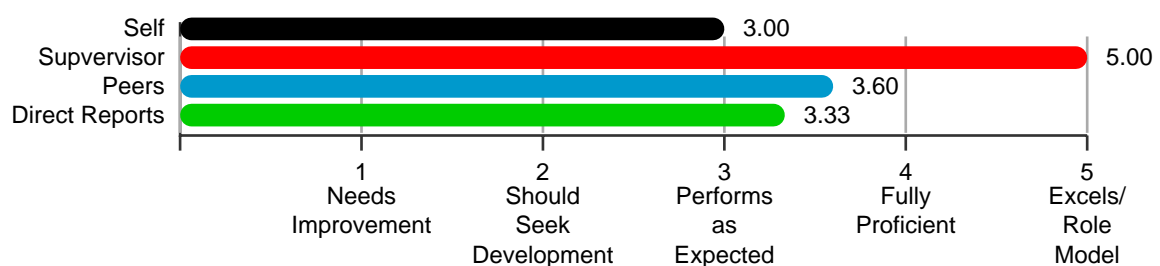 Self 3.00
Supvervisor 5.00
Peers 3.60
Direct Reports 3.33
1 2 3 4 5
Needs Should Performs Fully Excels/
Improvement Seek as Proficient Role
Development Expected Model